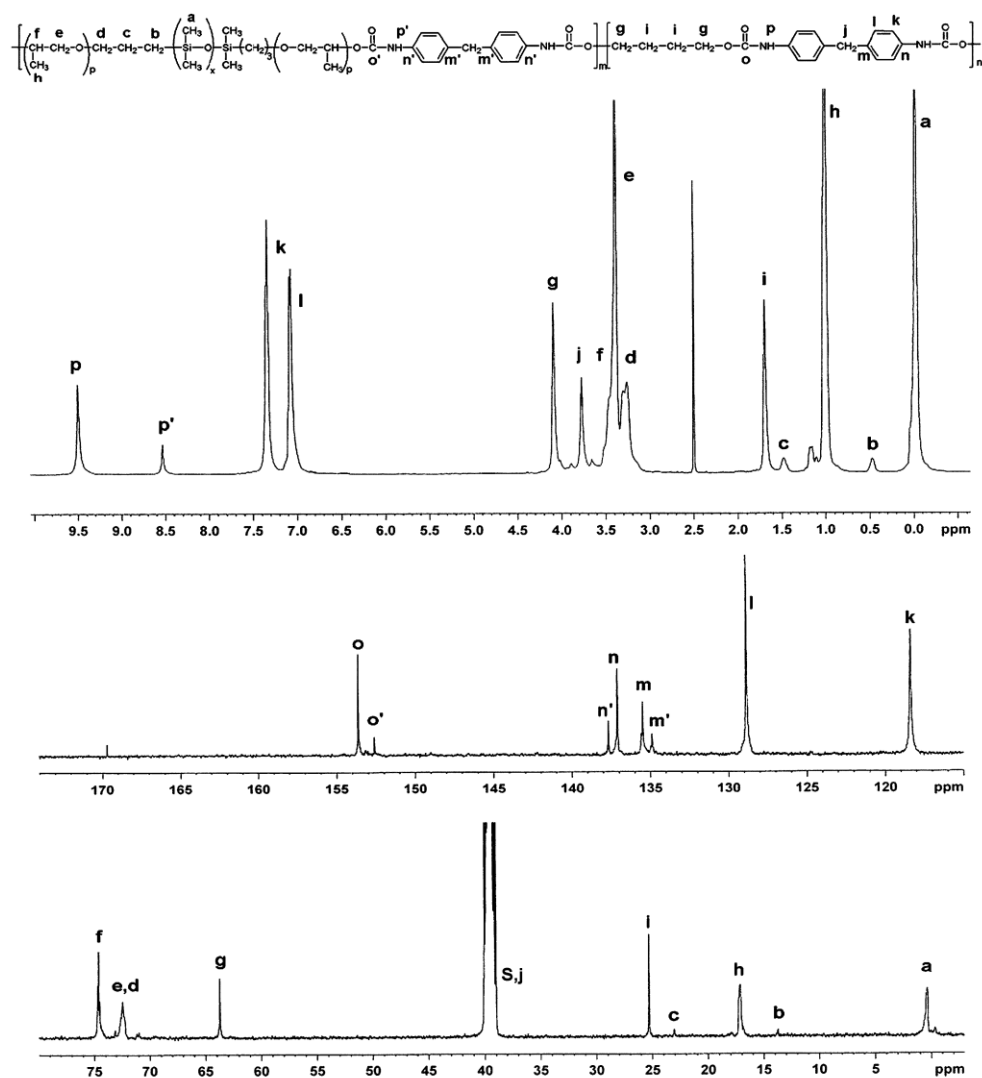 a
f e d c b CH₃ CH₃ p' g i i g p j l k
[(CH—CH₂—O)CH₂—CH₂—CH₂(Si—O)Si(CH₂)₃(O—CH₂—CH)O—C—NH CH₂ NH—C—O]m[CH₂—CH₂—CH₂—CH₂—O—C—NH CH₂ NH—C—O]n
CH₃ p CH₃ x CH₃ CH₃ p O O' n' m' m' n' O O o m n O
h
h
a
e
k
l
g
i
j
f
d
p
p'
c
b
9.5 9.0 8.5 8.0 7.5 7.0 6.5 6.0 5.5 5.0 4.5 4.0 3.5 3.0 2.5 2.0 1.5 1.0 0.5 0.0 ppm
l
k
o
n
m
o'
n'
m'
170 165 160 155 150 145 140 135 130 125 120 ppm
f
i
e,d
g
S,j
h
a
c
b
75 70 65 60 55 50 45 40 35 30 25 20 15 10 5 ppm